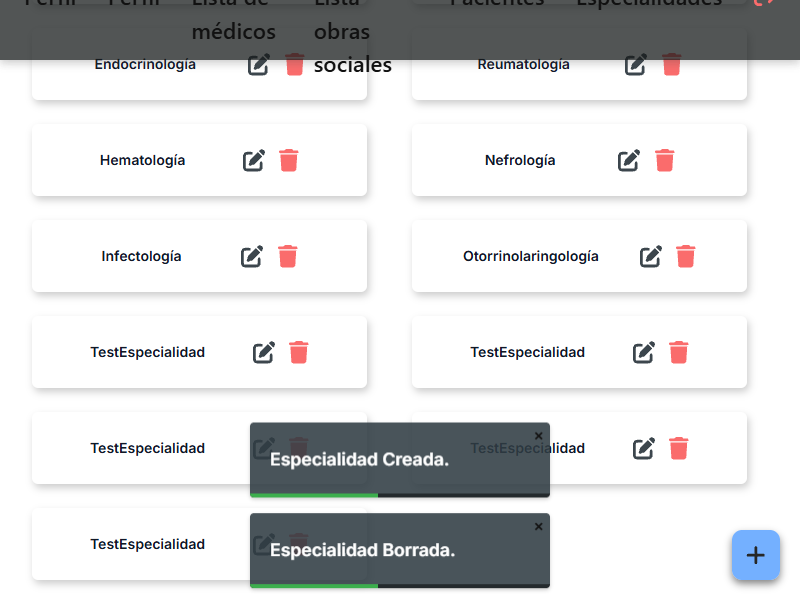 Perfil
Perfil
Lista de
médicos
Lista
obras
sociales
Pacientes
Especialidades
Endocrinología
Reumatología
Hematología
Nefrología
Infectología
Otorrinolaringología
TestEspecialidad
TestEspecialidad
TestEspecialidad
TestEspecialidad
Especialidad Creada.
TestEspecialidad
Especialidad Borrada.